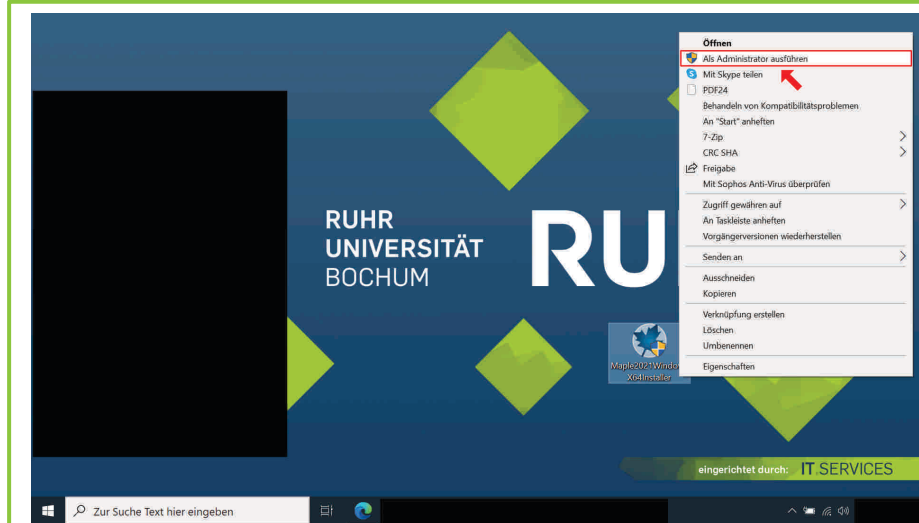 RUHR
UNIVERSITÄT
BOCHUM
RU
Öffnen
Als Administrator ausführen
Mit Skype teilen
PDF24
Behandeln von Kompatibilitätsproblemen
An "Start" anheften
7-Zip
CRC SHA
Freigabe
Mit Sophos Anti-Virus überprüfen
Zugriff gewähren auf
An Taskleiste anheften
Vorgängerversionen wiederherstellen
Senden an
Ausschneiden
Kopieren
Verknüpfung erstellen
Löschen
Umbenennen
Eigenschaften
Maple2021Windo
X64Installer
eingerichtet durch: IT.SERVICES
Zur Suche Text hier eingeben